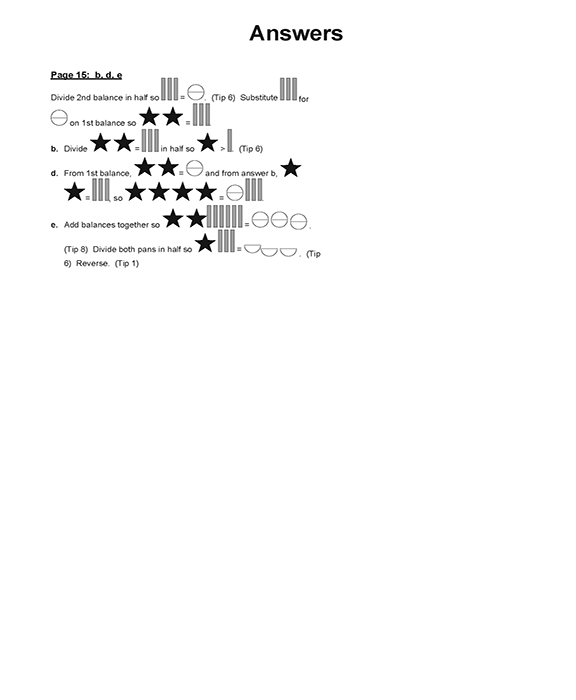 Answers
Page 15:  b, d, e
Divide 2nd balance in half so = . (Tip 6) Substitute for
on 1st balance so =
b. Divide = in half so > . (Tip 6)
d. From 1st balance, = and from answer b,
= , so = .
e. Add balances together so = .
(Tip 8) Divide both pans in half so = . (Tip
6) Reverse. (Tip 1)